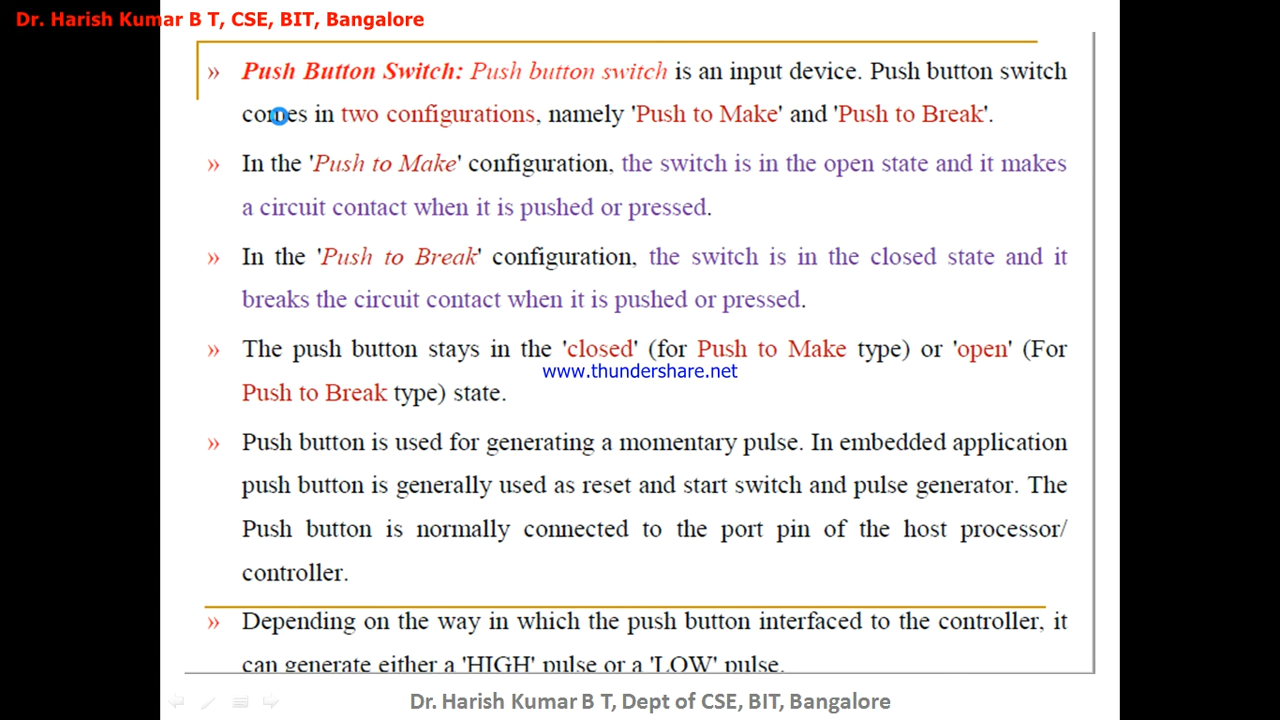 Dr. Harish Kumar B T, CSE, BIT, Bangalore
» Push Button Switch: Push button switch is an input device. Push button switch
comes in two configurations, namely 'Push to Make' and 'Push to Break'.
» In the 'Push to Make' configuration, the switch is in the open state and it makes
a circuit contact when it is pushed or pressed.
» In the 'Push to Break' configuration, the switch is in the closed state and it
breaks the circuit contact when it is pushed or pressed.
» The push button stays in the 'closed' (for Push to Make type) or 'open' (For
www.thundershare.net
Push to Break type) state.
» Push button is used for generating a momentary pulse. In embedded application
push button is generally used as reset and start switch and pulse generator. The
Push button is normally connected to the port pin of the host processor/
controller.
» Depending on the way in which the push button interfaced to the controller, it
can generate either a 'HIGH' pulse or a 'LOW' pulse.
Dr. Harish Kumar B T, Dept of CSE, BIT, Bangalore